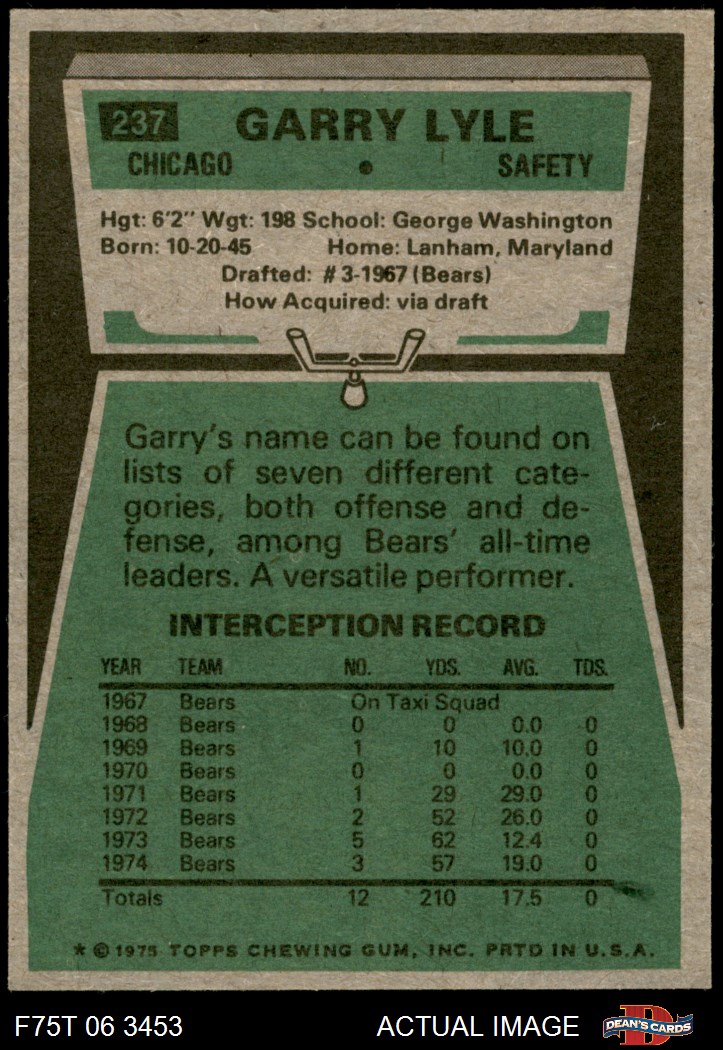 237 GARRY LYLE
CHICAGO • SAFETY
Hgt: 6'2" Wgt: 198 School: George Washington
Born: 10-20-45 Home: Lanham, Maryland
Drafted: #3-1967 (Bears)
How Acquired: via draft
Garry's name can be found on
lists of seven different cate-
gories, both offense and de-
fense, among Bears' all-time
leaders. A versatile performer.
INTERCEPTION RECORD
YEAR TEAM NO. YDS. AVG. TDS.
1967 Bears On Taxi Squad
1968 Bears 0 0 0.0 0
1969 Bears 1 10 10.0 0
1970 Bears 0 0 0.0 0
1971 Bears 1 29 29.0 0
1972 Bears 2 52 26.0 0
1973 Bears 5 62 12.4 0
1974 Bears 3 57 19.0 0
Totals 12 210 17.5 0
* © 1975 TOPPS CHEWING GUM, INC. PRTD IN U.S.A.
F75T 06 3453 ACTUAL IMAGE D DEAN'S CARDS